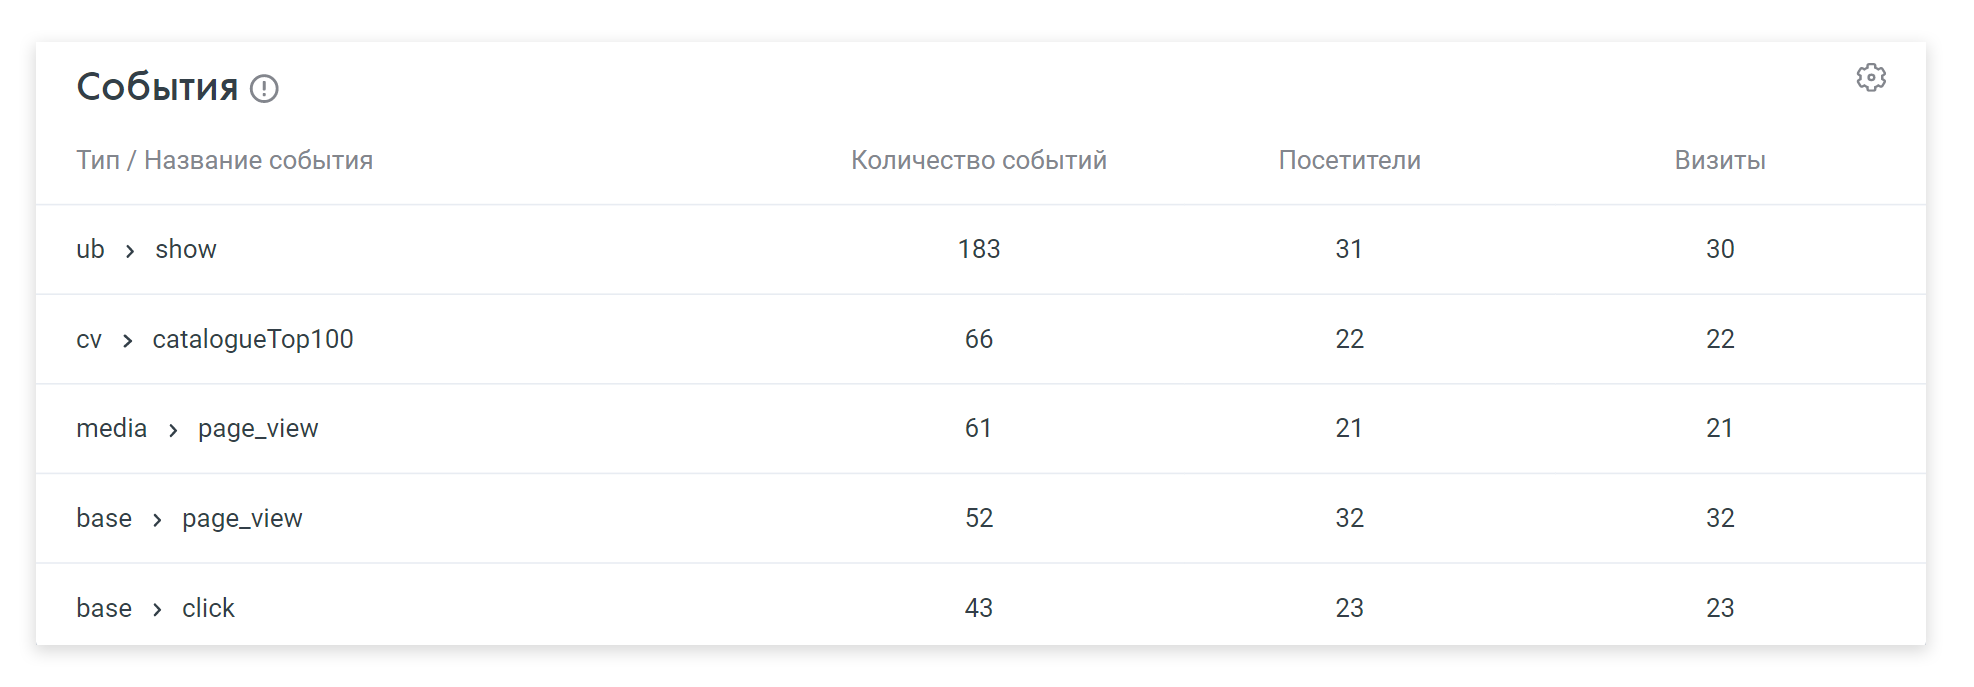 События
Тип / Название события Количество событий Посетители Визиты
ub › show 183 31 30
cv › catalogueTop100 66 22 22
media › page_view 61 21 21
base › page_view 52 32 32
base › click 43 23 23